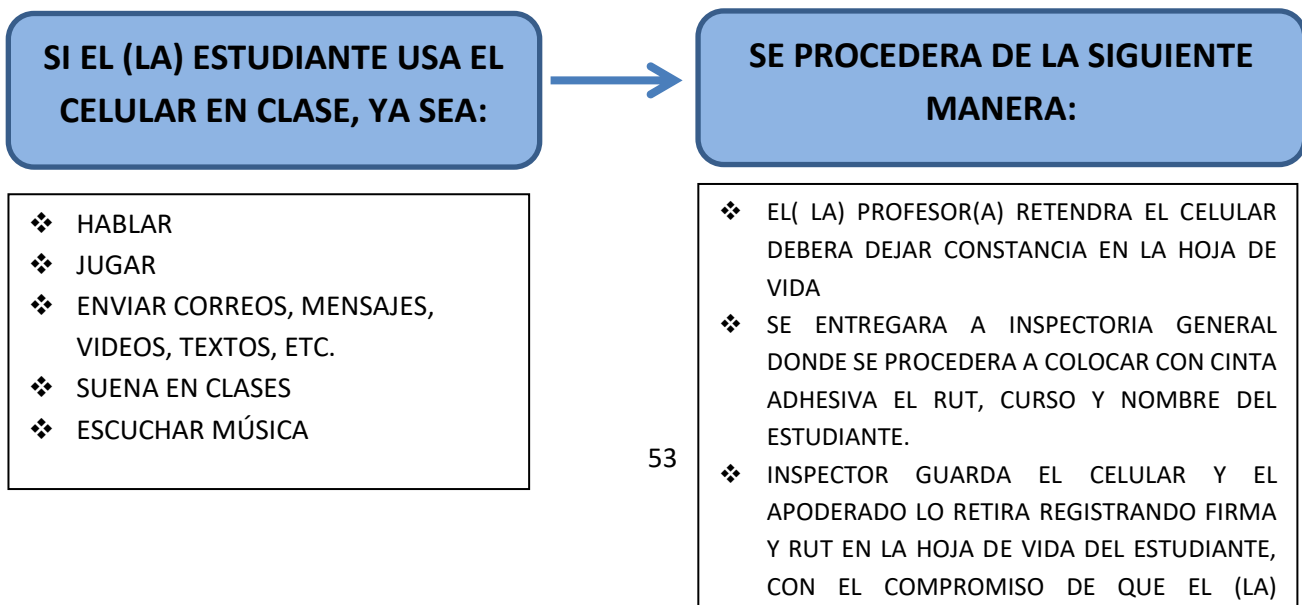 SI EL (LA) ESTUDIANTE USA EL
CELULAR EN CLASE, YA SEA:
SE PROCEDERA DE LA SIGUIENTE
MANERA:
❖ HABLAR
❖ JUGAR
❖ ENVIAR CORREOS, MENSAJES,
VIDEOS, TEXTOS, ETC.
❖ SUENA EN CLASES
❖ ESCUCHAR MÚSICA
❖ EL( LA) PROFESOR(A) RETENDRA EL CELULAR
DEBERA DEJAR CONSTANCIA EN LA HOJA DE
VIDA
❖ SE ENTREGARA A INSPECTORIA GENERAL
DONDE SE PROCEDERA A COLOCAR CON CINTA
ADHESIVA EL RUT, CURSO Y NOMBRE DEL
ESTUDIANTE.
❖ INSPECTOR GUARDA EL CELULAR Y EL
APODERADO LO RETIRA REGISTRANDO FIRMA
Y RUT EN LA HOJA DE VIDA DEL ESTUDIANTE,
CON EL COMPROMISO DE QUE EL (LA)
53